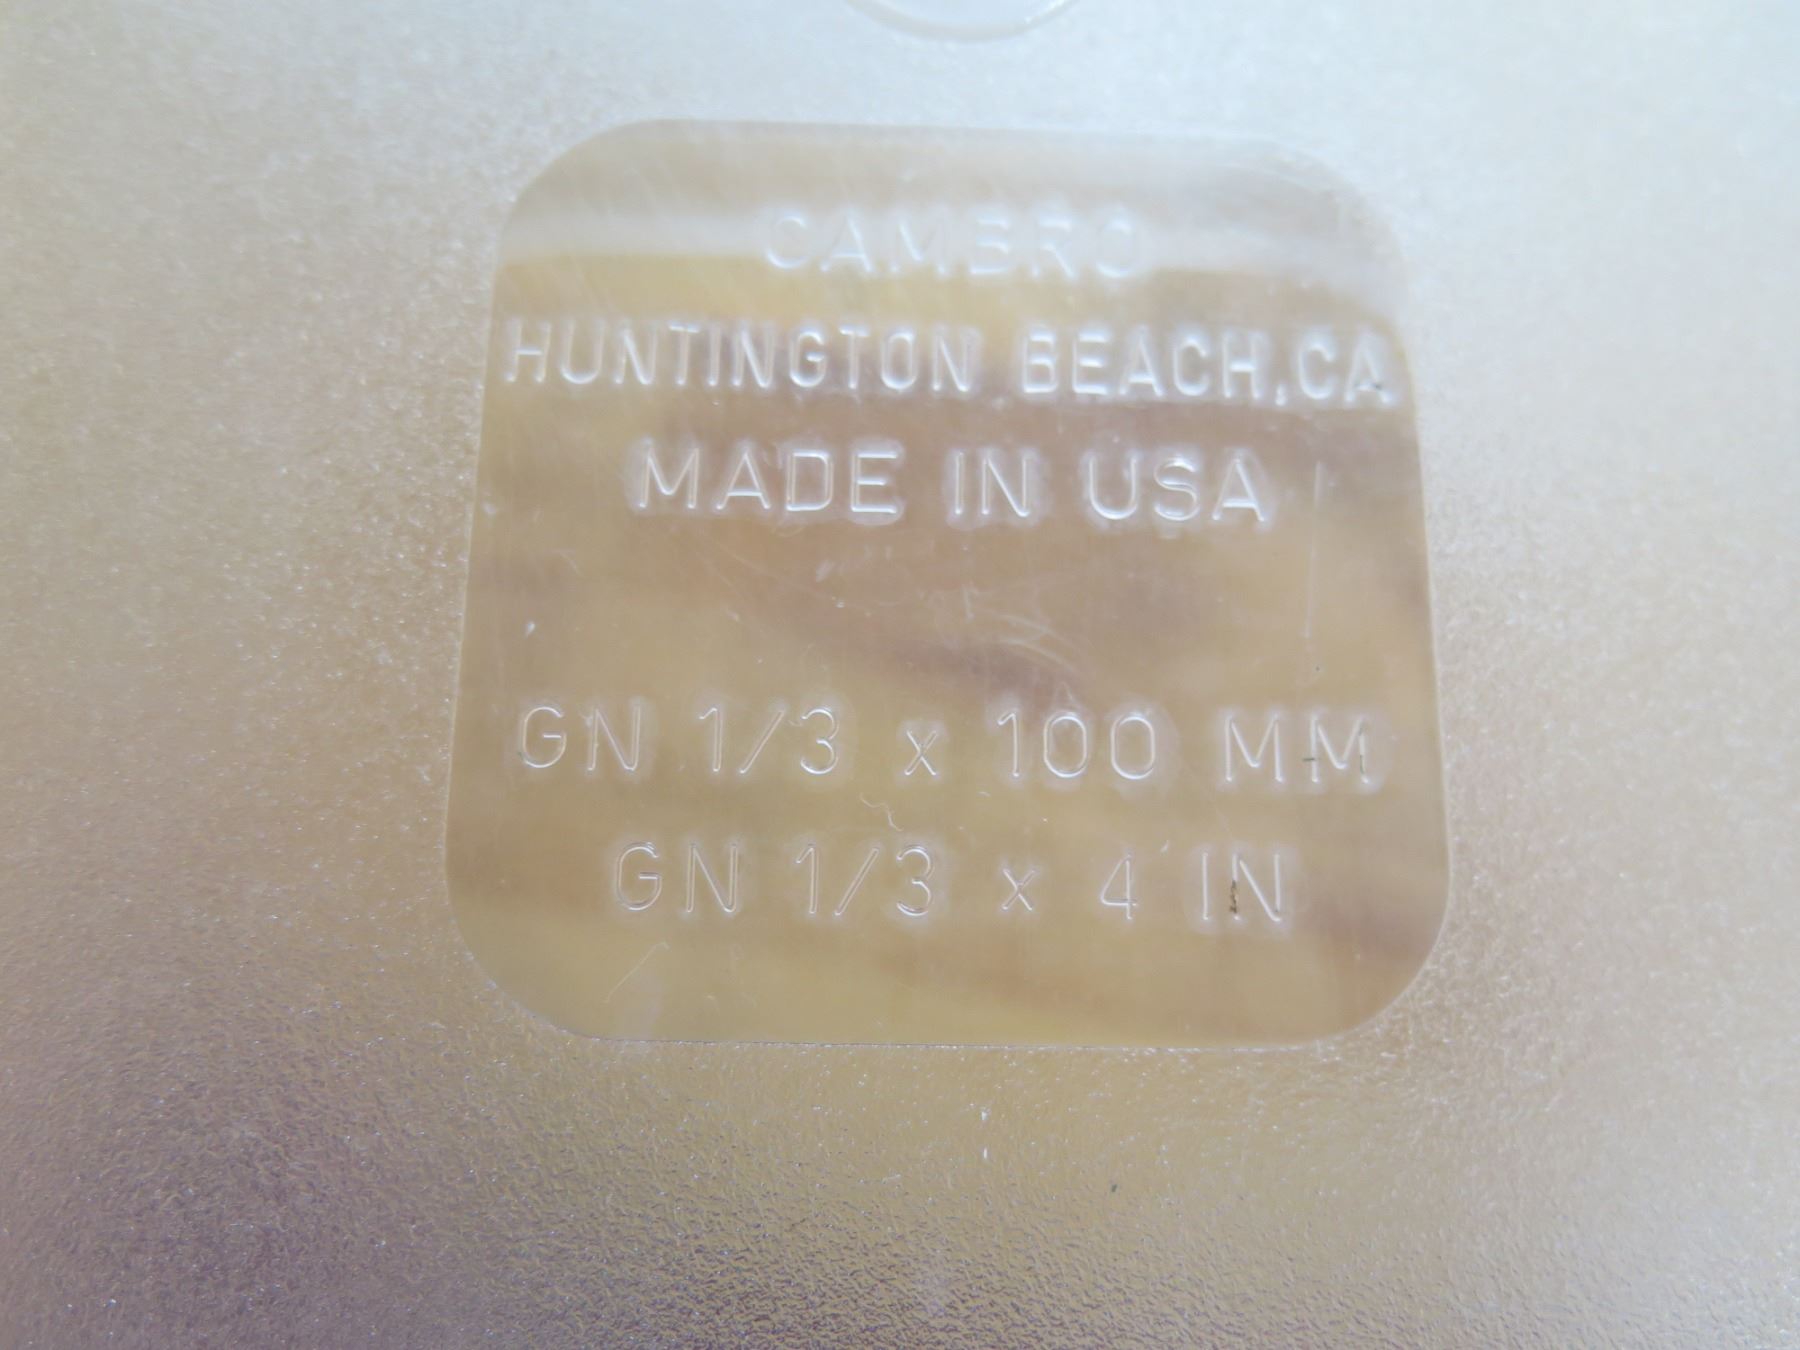 CAMBRO
HUNTINGTON BEACH, CA
MADE IN USA
GN 1/3 x 100 MM
GN 1/3 x 4 IN